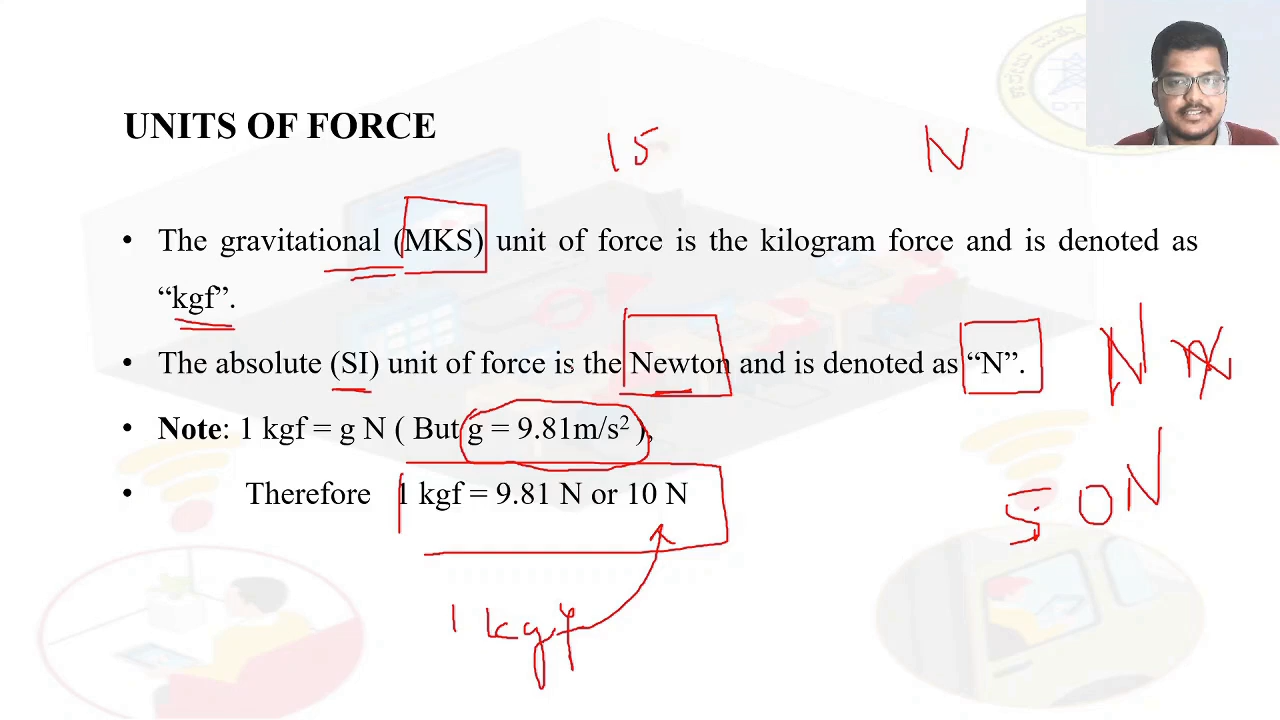 UNITS OF FORCE
15 N
• The gravitational (MKS) unit of force is the kilogram force and is denoted as
“kgf”.
• The absolute (SI) unit of force is the Newton and is denoted as “N”.
N
• Note: 1 kgf = g N ( But g = 9.81m/s² ),
• Therefore 1 kgf = 9.81 N or 10 N
50N
1 kgf